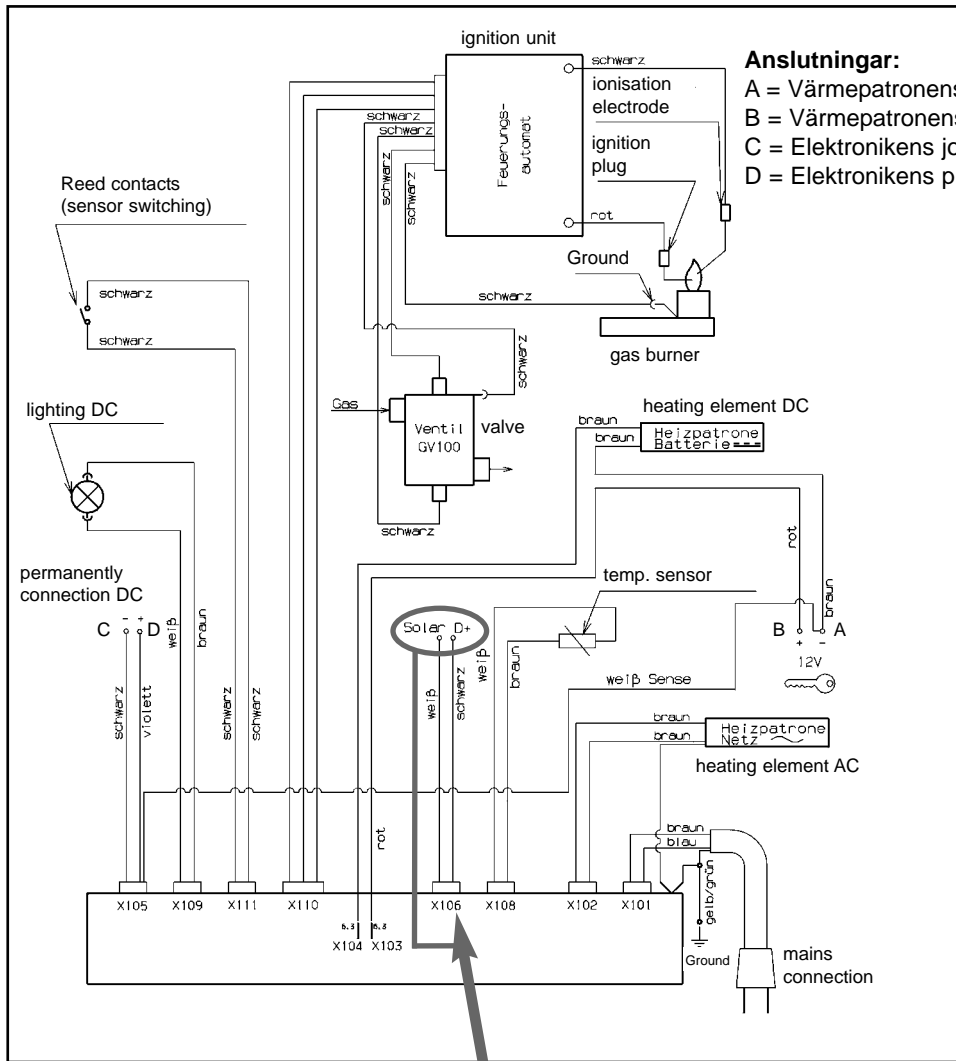 ignition unit
schwarz
ionisation
electrode
Anslutningar:
A = Värmepatronens
B = Värmepatronens
C = Elektronikens jo
D = Elektronikens p
schwarz
schwarz
Feuerungs-
automat
ignition
plug
schwarz
schwarz
rot
Reed contacts
(sensor switching)
Ground
schwarz
schwarz
schwarz
gas burner
schwarz
lighting DC
Gas
Ventil
GV100
valve
braun
braun
heating element DC
Heizpatrone
Batterie
schwarz
rot
braun
permanently
connection DC
C
-
+
D
weiß
braun
temp. sensor
Solar D+
weiß
schwarz
weiß
braun
B
A
+
-
12V
weiß Sense
schwarz
violett
schwarz
schwarz
braun
braun
Heizpatrone
Netz
heating element AC
rot
braun
blau
gelb/grün
X105
X109
X111
X110
X106
X108
X102
X101
6.3
6.3
X104
X103
Ground
mains
connection